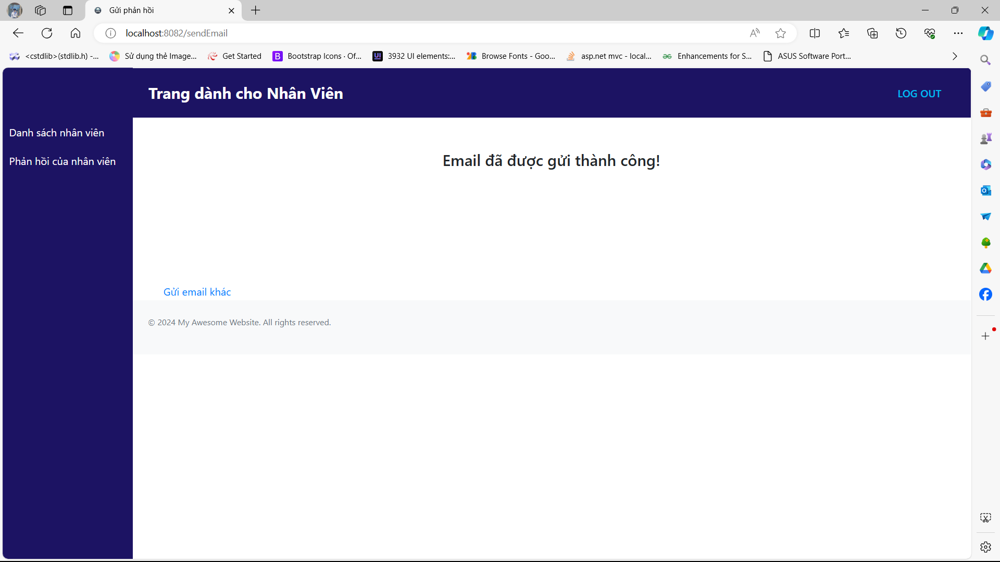 Gửi phản hồi
localhost:8082/sendEmail
<cstdlib>(stdlib.h) -... Sử dụng thẻ Image... Get Started Bootstrap Icons · Of... 3932 UI elements:... Browse Fonts - Goo... asp.net mvc - local... Enhancements for S... ASUS Software Port...
Trang dành cho Nhân Viên
LOG OUT
Danh sách nhân viên
Phản hồi của nhân viên
Email đã được gửi thành công!
Gửi email khác
© 2024 My Awesome Website. All rights reserved.